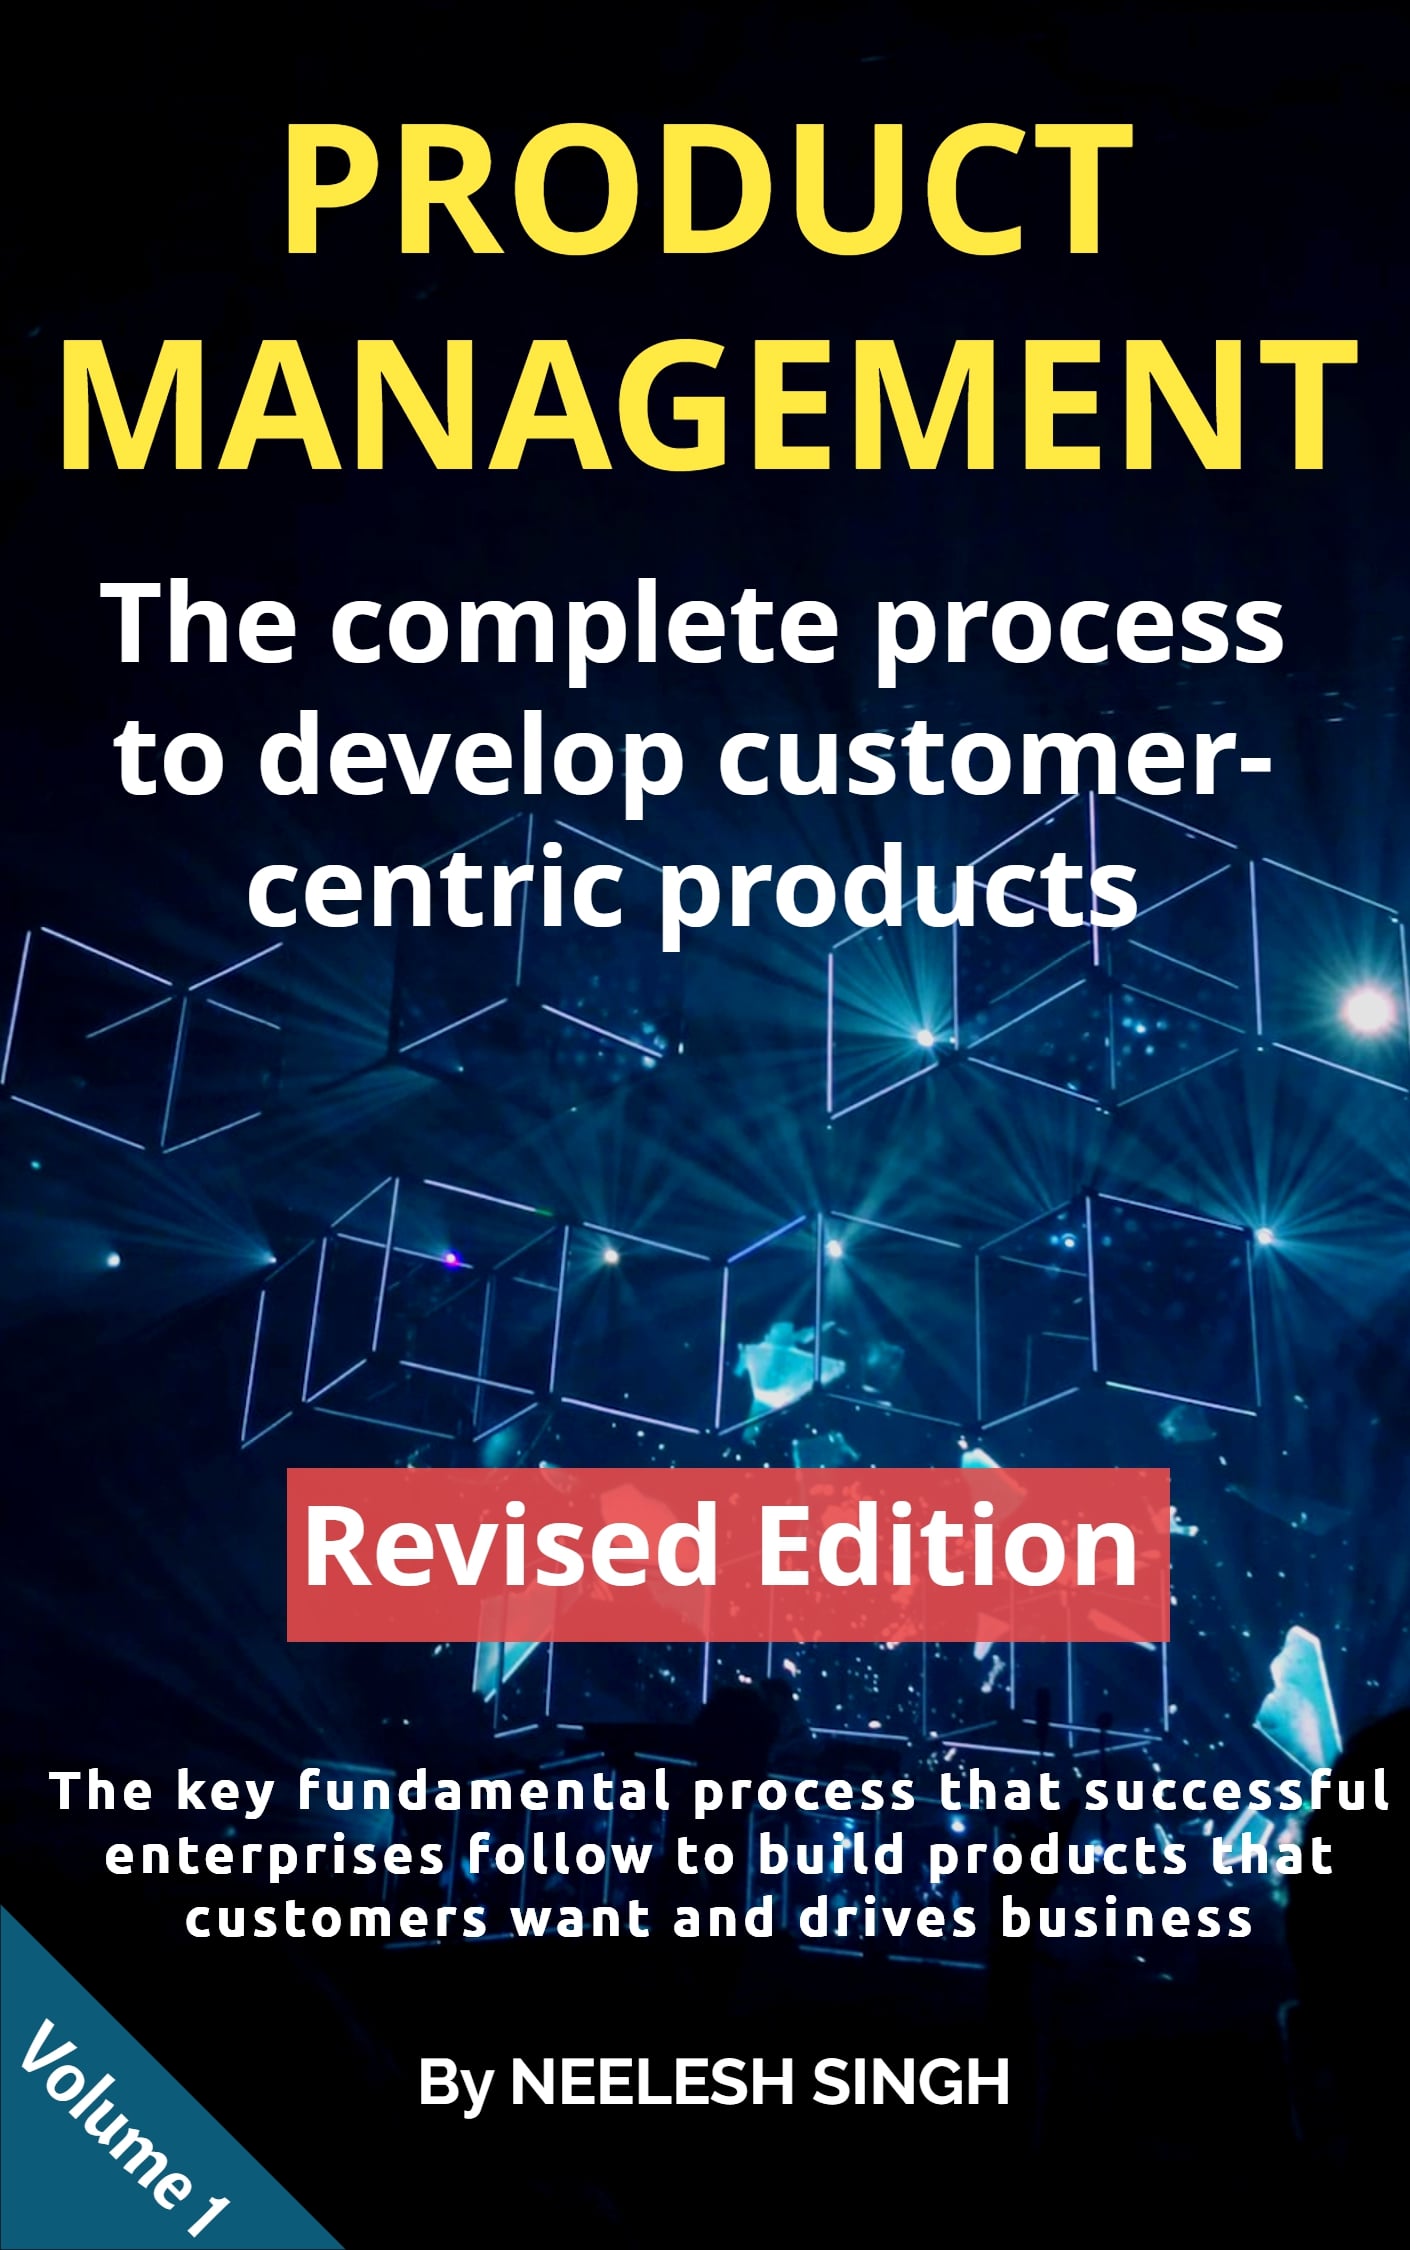 PRODUCT
MANAGEMENT
The complete process
to develop customer-
centric products
Revised Edition
The key fundamental process that successful
enterprises follow to build products that
customers want and drives business
By NEELESH SINGH
Volume 1